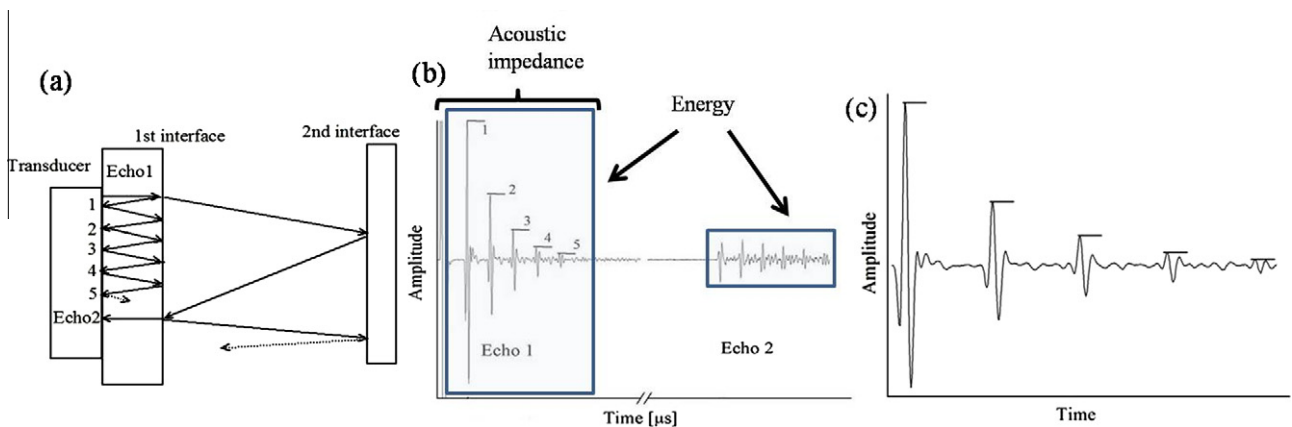 (a)
1st interface
2nd interface
Transducer
Echo1
1
2
3
4
5
Echo2
(b)
Acoustic
impedance
Energy
1
2
3
4
5
Amplitude
Echo 1
Echo 2
Time [μs]
(c)
Amplitude
Time